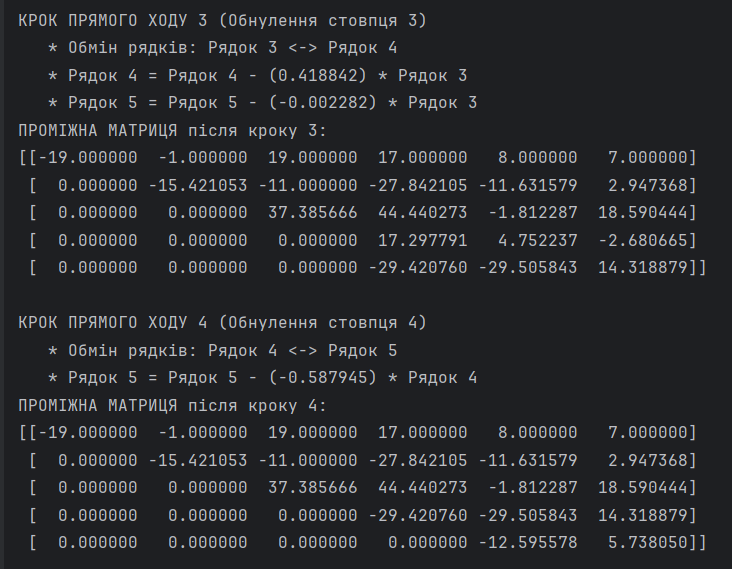 КРОК ПРЯМОГО ХОДУ 3 (Обнулення стовпця 3)
* Обмін рядків: Рядок 3 <-> Рядок 4
* Рядок 4 = Рядок 4 - (0.418842) * Рядок 3
* Рядок 5 = Рядок 5 - (-0.002282) * Рядок 3
ПРОМІЖНА МАТРИЦЯ після кроку 3:
[[-19.000000 -1.000000 19.000000 17.000000 8.000000 7.000000]
[ 0.000000 -15.421053 -11.000000 -27.842105 -11.631579 2.947368]
[ 0.000000 0.000000 37.385666 44.440273 -1.812287 18.590444]
[ 0.000000 0.000000 0.000000 17.297791 4.752237 -2.680665]
[ 0.000000 0.000000 0.000000 -29.420760 -29.505843 14.318879]]
КРОК ПРЯМОГО ХОДУ 4 (Обнулення стовпця 4)
* Обмін рядків: Рядок 4 <-> Рядок 5
* Рядок 5 = Рядок 5 - (-0.587945) * Рядок 4
ПРОМІЖНА МАТРИЦЯ після кроку 4:
[[-19.000000 -1.000000 19.000000 17.000000 8.000000 7.000000]
[ 0.000000 -15.421053 -11.000000 -27.842105 -11.631579 2.947368]
[ 0.000000 0.000000 37.385666 44.440273 -1.812287 18.590444]
[ 0.000000 0.000000 0.000000 -29.420760 -29.505843 14.318879]
[ 0.000000 0.000000 0.000000 0.000000 -12.595578 5.738050]]